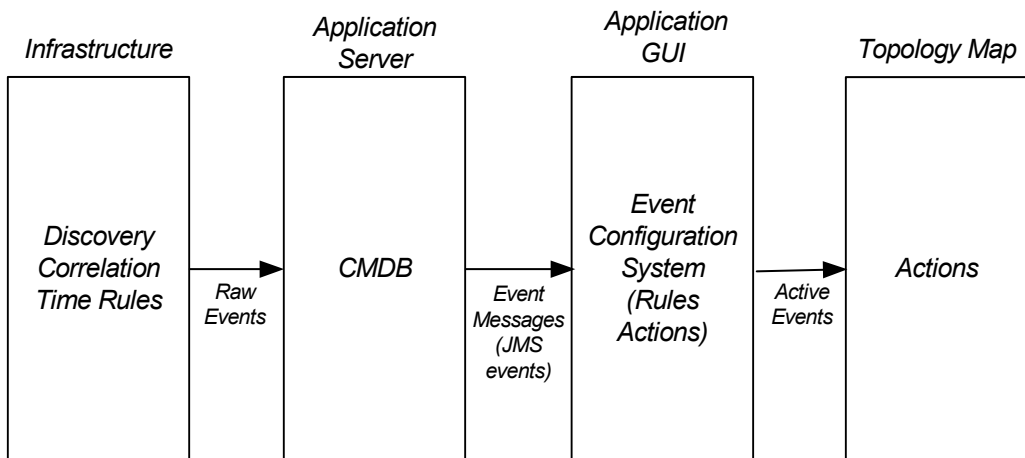 Infrastructure
Application
Server
Application
GUI
Topology Map
Discovery
Correlation
Time Rules
Raw
Events
CMDB
Event
Messages
(JMS
events)
Event
Configuration
System
(Rules
Actions)
Active
Events
Actions